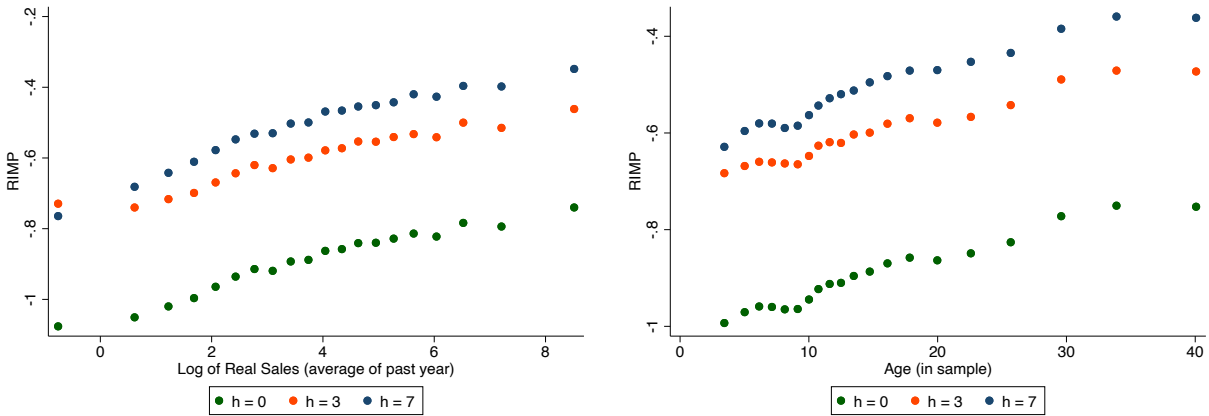 RIMP
-.2
-.4
-.6
-.8
-1
0 2 4 6 8
Log of Real Sales (average of past year)
h = 0 h = 3 h = 7
RIMP
-.4
-.6
-.8
-1
0 10 20 30 40
Age (in sample)
h = 0 h = 3 h = 7